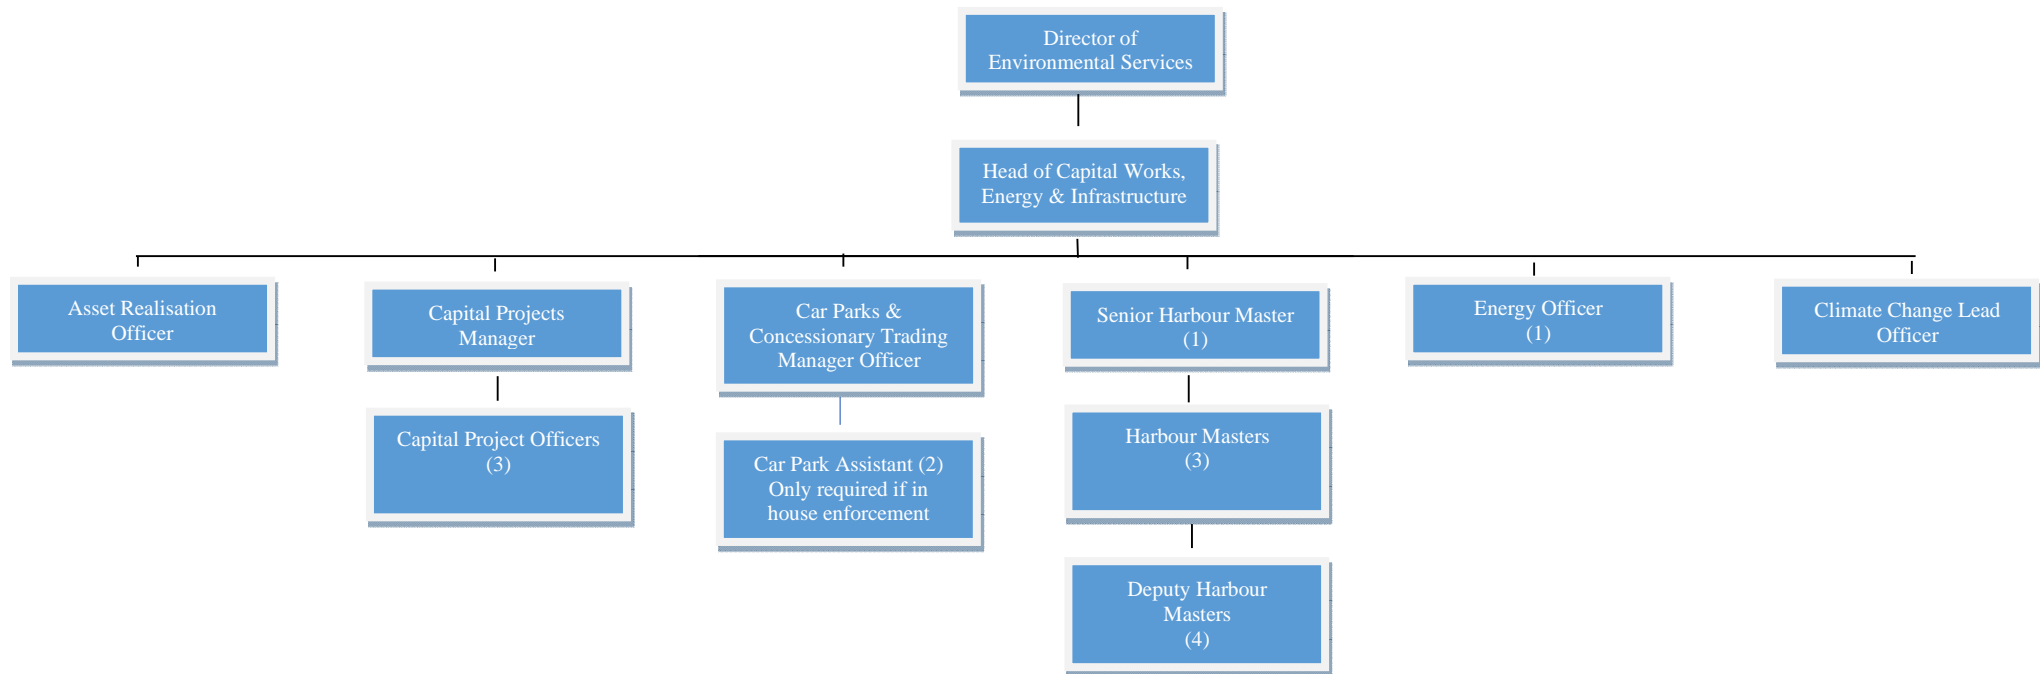 Director of
Environmental Services
Head of Capital Works,
Energy & Infrastructure
Asset Realisation
Officer
Capital Projects
Manager
Car Parks &
Concessionary Trading
Manager Officer
Senior Harbour Master
(1)
Energy Officer
(1)
Climate Change Lead
Officer
Capital Project Officers
(3)
Car Park Assistant (2)
Only required if in
house enforcement
Harbour Masters
(3)
Deputy Harbour
Masters
(4)